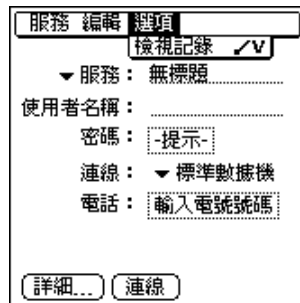 服務 編輯 選項
檢視記錄 ／V
▼服務： 無標題
使用者名稱：
密碼： -提示-
連線： ▼標準數據機
電話： 輸入電號號碼
詳細... 連線